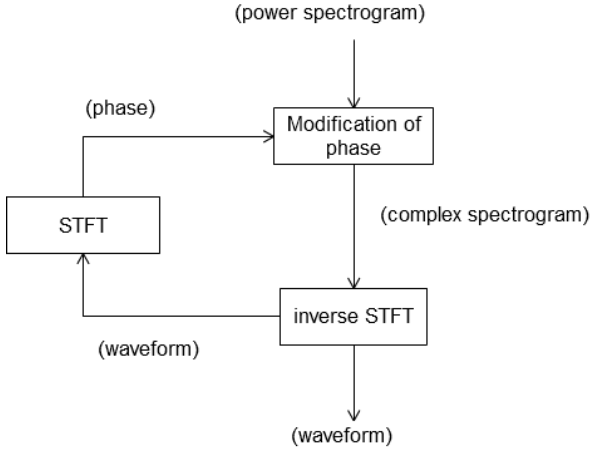 (power spectrogram)
(phase)
Modification of
phase
(complex spectrogram)
STFT
inverse STFT
(waveform)
(waveform)